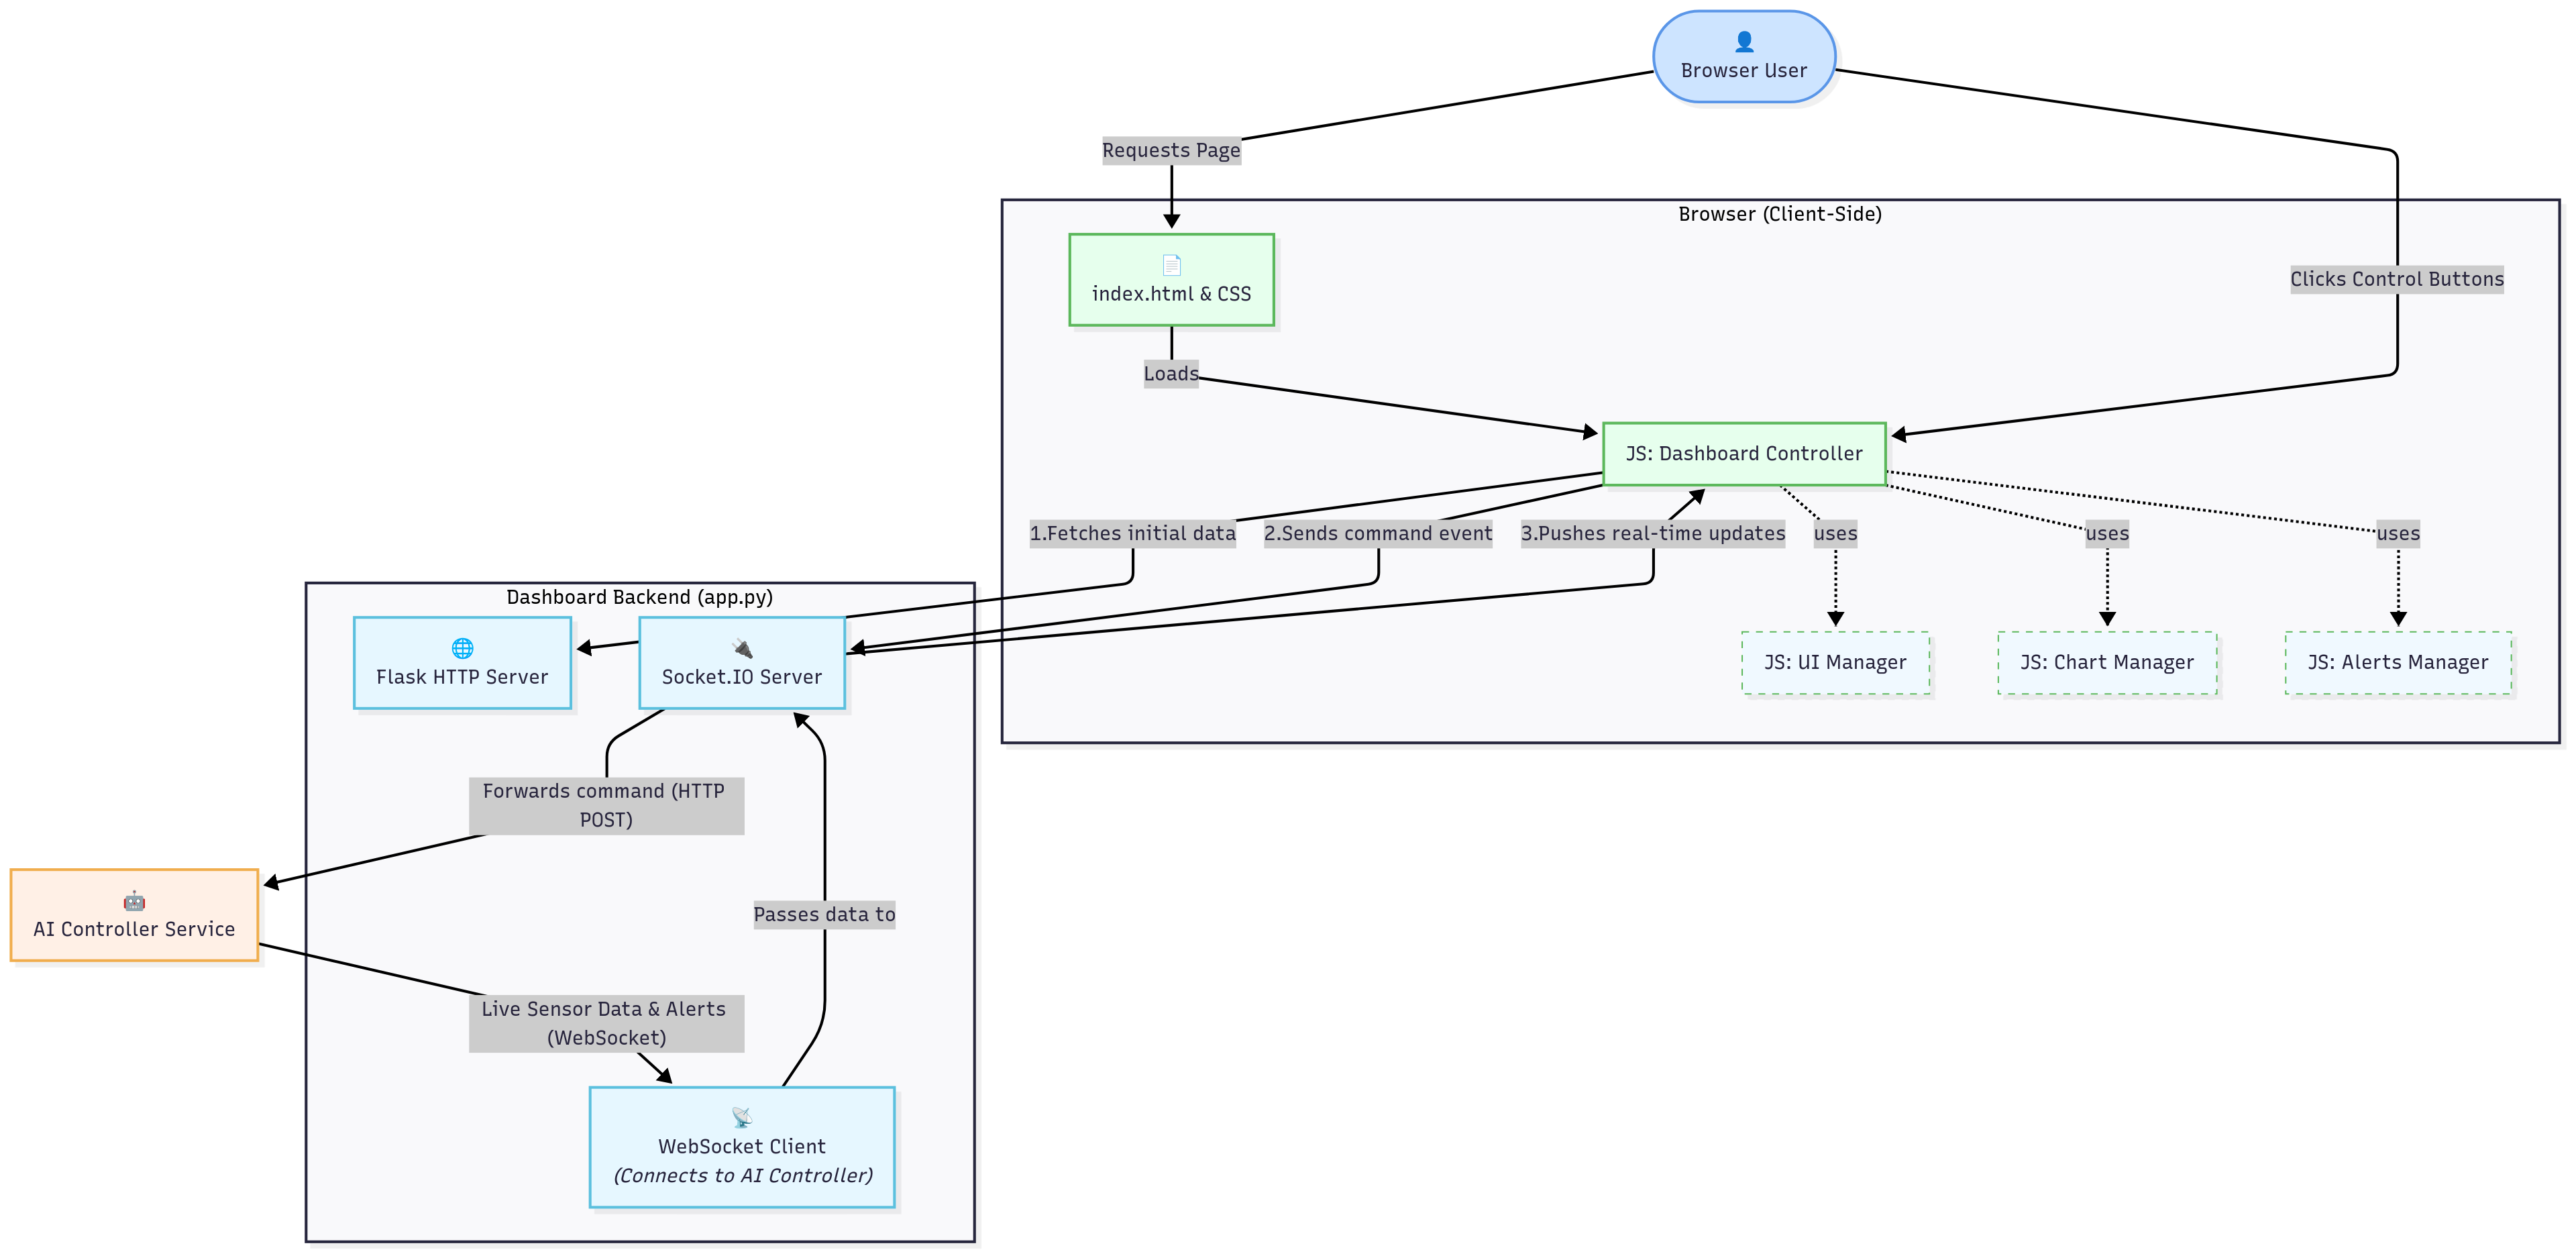 Browser User
Requests Page
Browser (Client-Side)
index.html & CSS
Clicks Control Buttons
Loads
JS: Dashboard Controller
1.Fetches initial data
2.Sends command event
3.Pushes real-time updates
uses
uses
uses
Dashboard Backend (app.py)
Flask HTTP Server
Socket.IO Server
JS: UI Manager
JS: Chart Manager
JS: Alerts Manager
Forwards command (HTTP
POST)
AI Controller Service
Passes data to
Live Sensor Data & Alerts
(WebSocket)
WebSocket Client
(Connects to AI Controller)